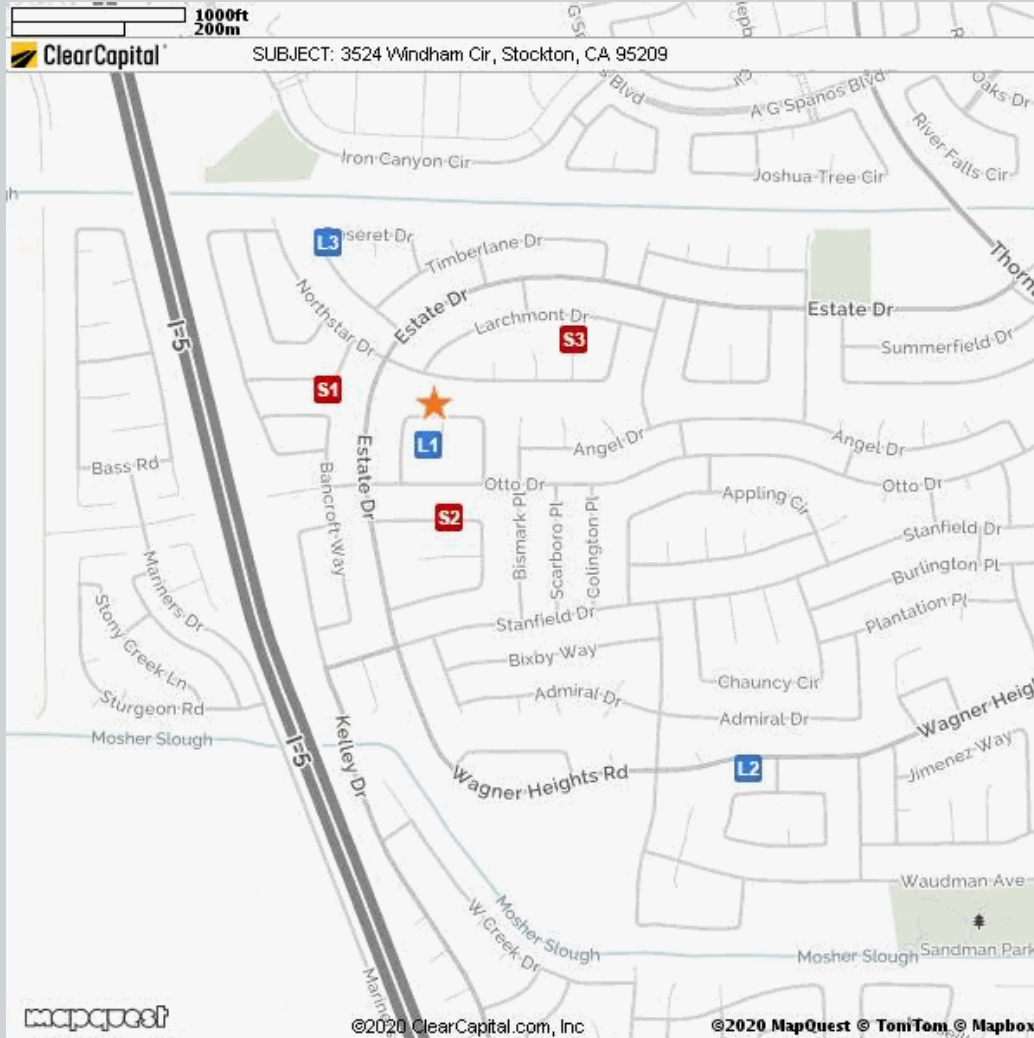 1000ft
200m
ClearCapital
SUBJECT: 3524 Windham Cir, Stockton, CA 95209
Blvd
A G Spanos Blvd
Oaks Dr
Iron Canyon Cir
River Falls Cir
Joshua Tree Cir
L3
Timberlane Dr
Northstar Dr
Estate Dr
Larchmont Dr
Estate Dr
I-5
S3
Summerfield Dr
S1
L1
Angel Dr
Angel Dr
Bass Rd
Bancroft Way
Estate Dr
Otto Dr
Otto Dr
Appling Cir
S2
Bismark Pl
Scarboro Pl
Colington Pl
Stanfield Dr
Burlington Pl
Mariners Dr
Stony Creek Ln
Stanfield Dr
Plantation Pl
Bixby Way
Chauncy Cir
Admiral Dr
Sturgeon Rd
Admiral Dr
Mosher Slough
I-5
Kelley Dr
Wagner Heights Rd
L2
Jimenez Way
Waudman Ave
W Creek Dr
Mosher Slough
Mosher Slough
Sandman Park
mapquest
©2020 ClearCapital.com, Inc
©2020 MapQuest © TomTom © Mapbox